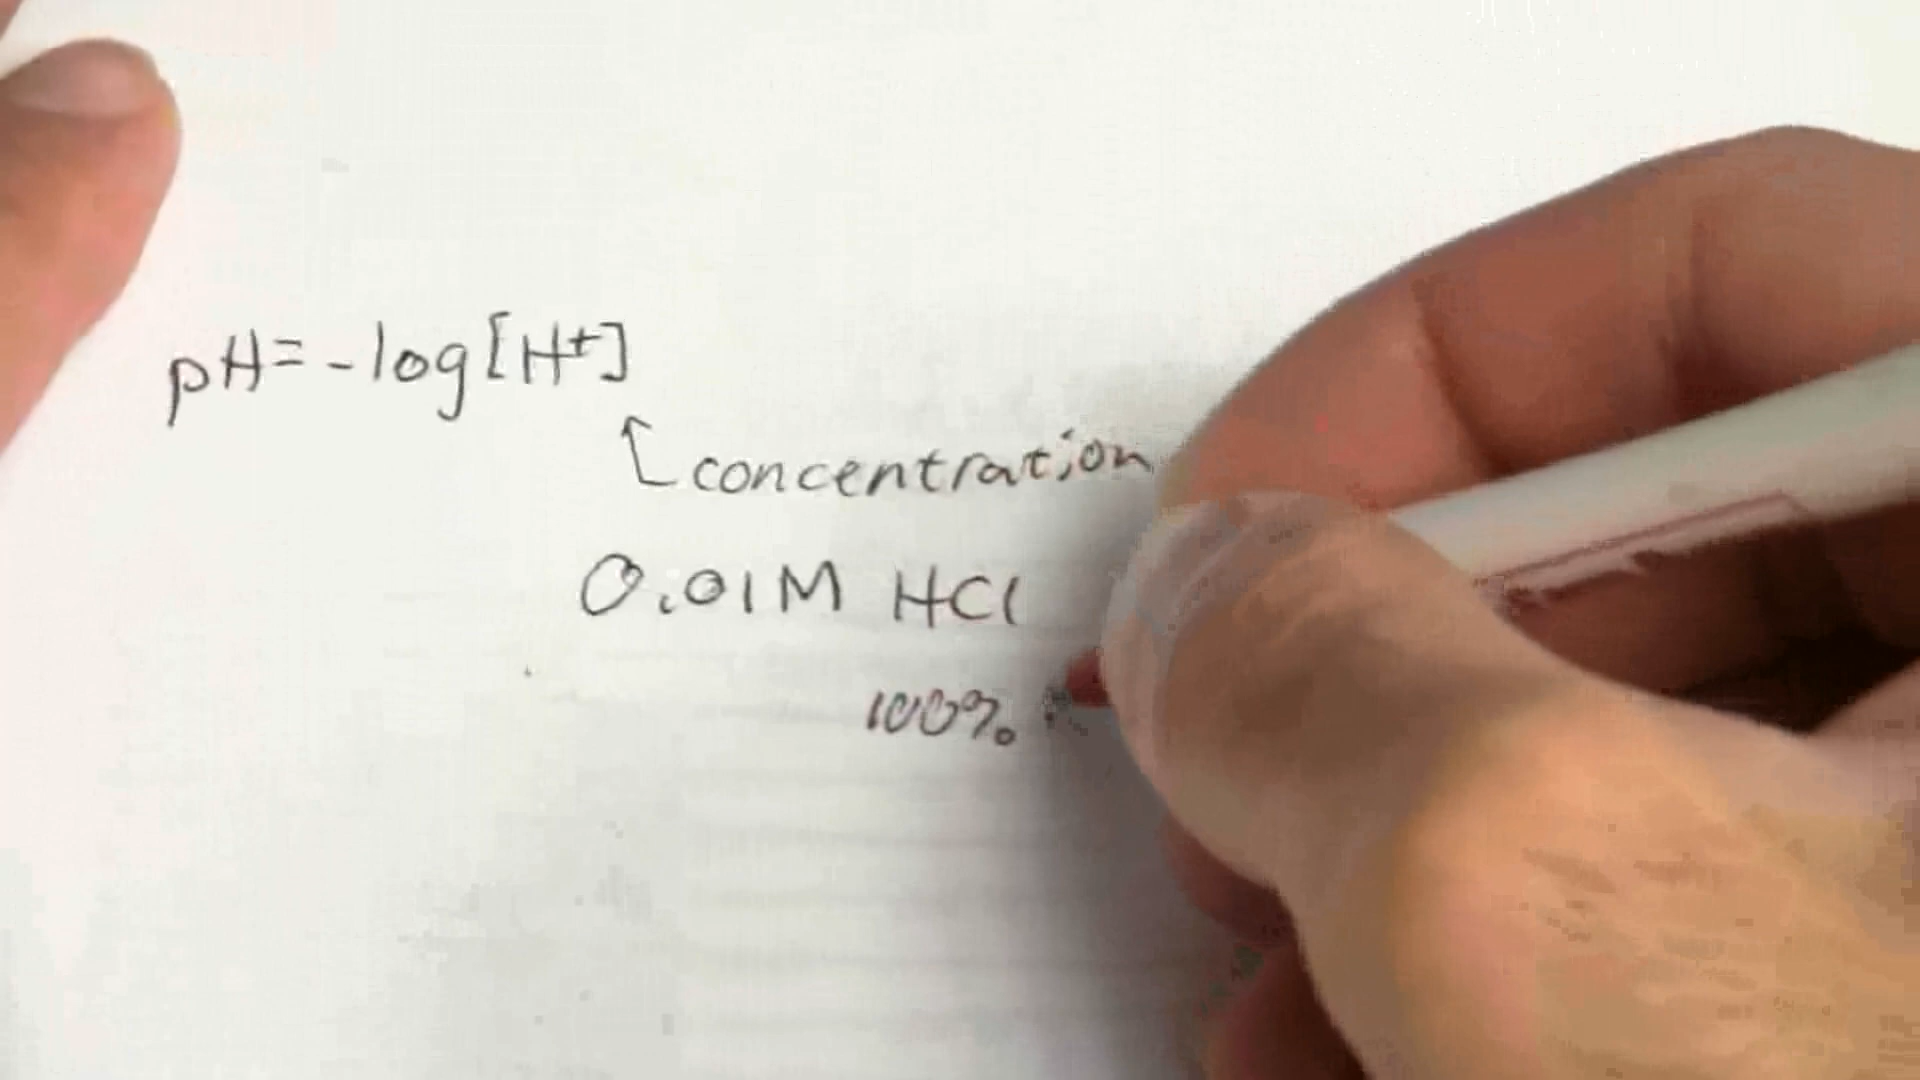 pH = -log[H+]
concentration
0.01M HCl
100%